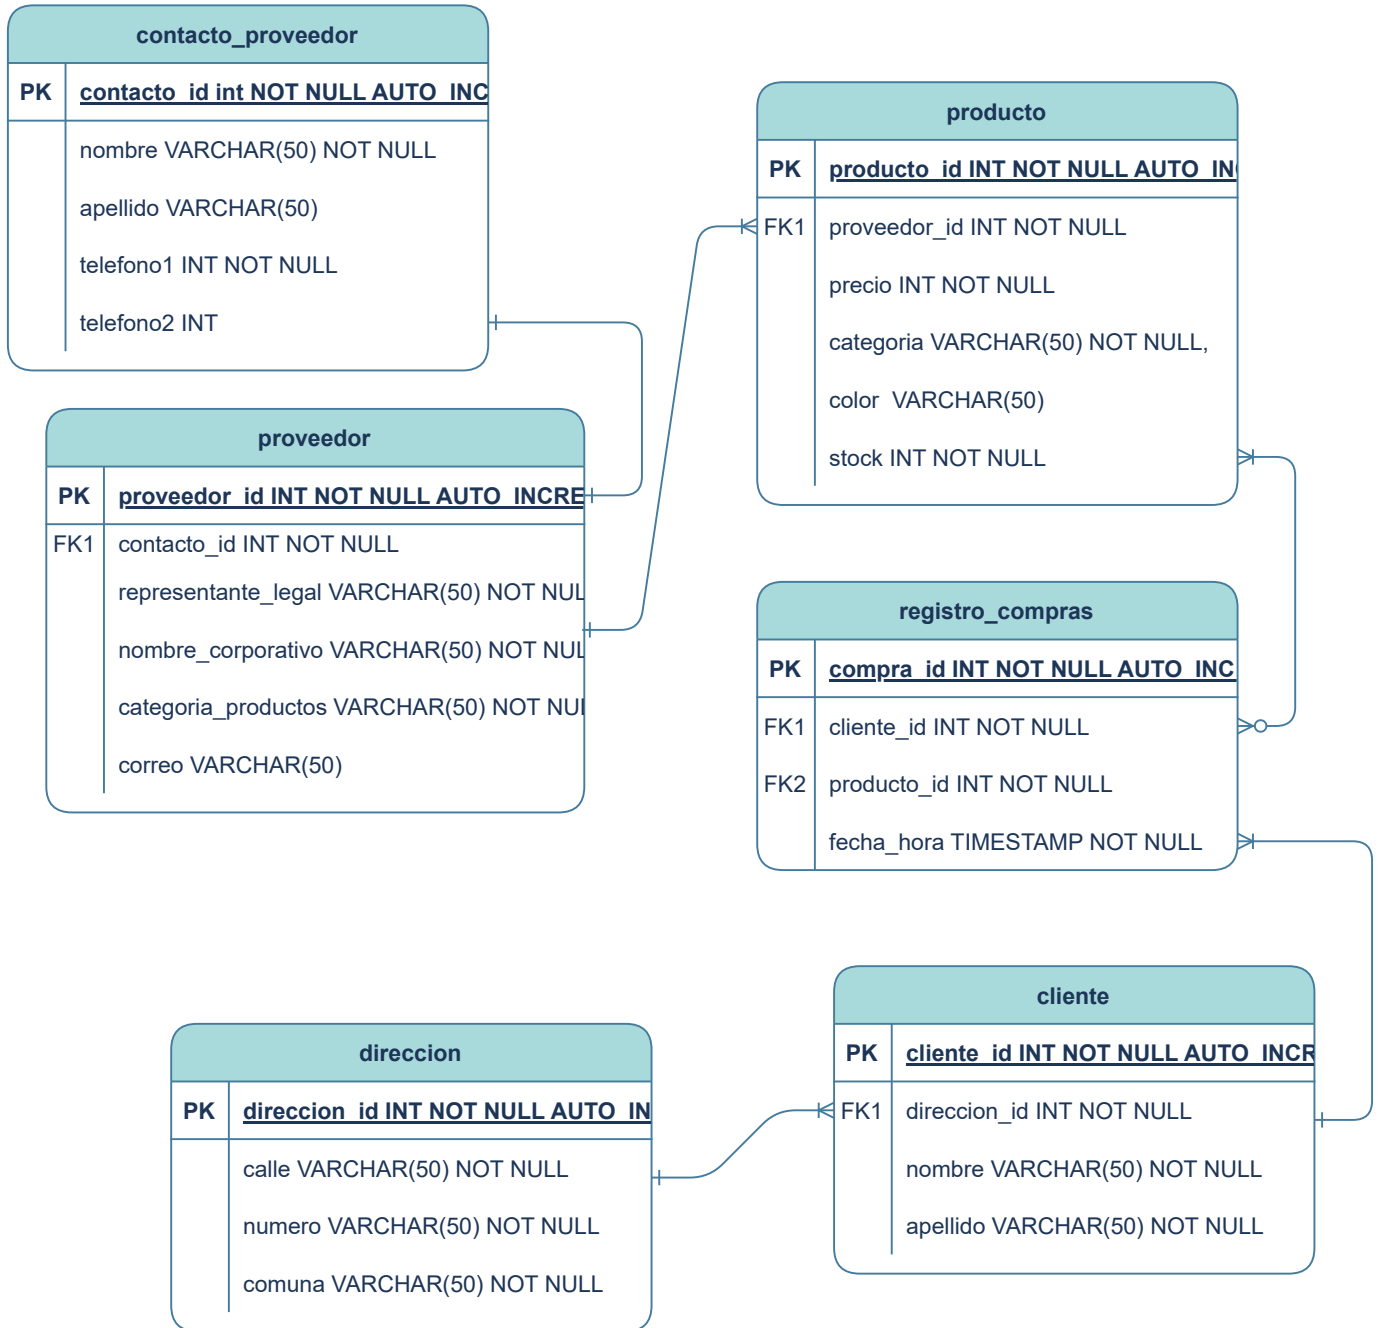 contacto_proveedor
PK contacto_id int NOT NULL AUTO_INC
nombre VARCHAR(50) NOT NULL
apellido VARCHAR(50)
telefono1 INT NOT NULL
telefono2 INT
producto
PK producto_id INT NOT NULL AUTO_INC
FK1 proveedor_id INT NOT NULL
precio INT NOT NULL
categoria VARCHAR(50) NOT NULL,
color VARCHAR(50)
stock INT NOT NULL
proveedor
PK proveedor_id INT NOT NULL AUTO_INCRE
FK1 contacto_id INT NOT NULL
representante_legal VARCHAR(50) NOT NUL
nombre_corporativo VARCHAR(50) NOT NUL
categoria_productos VARCHAR(50) NOT NUL
correo VARCHAR(50)
registro_compras
PK compra_id INT NOT NULL AUTO_INC
FK1 cliente_id INT NOT NULL
FK2 producto_id INT NOT NULL
fecha_hora TIMESTAMP NOT NULL
cliente
PK cliente_id INT NOT NULL AUTO_INCR
FK1 direccion_id INT NOT NULL
nombre VARCHAR(50) NOT NULL
apellido VARCHAR(50) NOT NULL
direccion
PK direccion_id INT NOT NULL AUTO_IN
calle VARCHAR(50) NOT NULL
numero VARCHAR(50) NOT NULL
comuna VARCHAR(50) NOT NULL